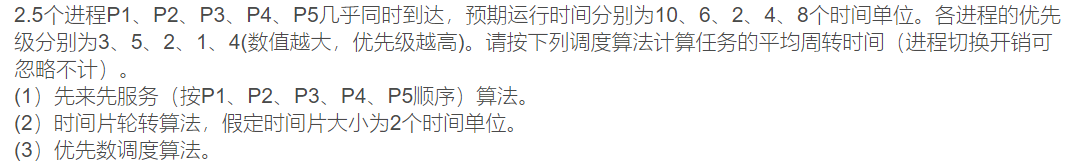 2.5个进程P1、P2、P3、P4、P5几乎同时到达，预期运行时间分别为10、6、2、4、8个时间单位。各进程的优先
级分别为3、5、2、1、4(数值越大，优先级越高)。请按下列调度算法计算任务的平均周转时间（进程切换开销可
忽略不计）。
(1）先来先服务（按P1、P2、P3、P4、P5顺序）算法。
(2）时间片轮转算法，假定时间片大小为2个时间单位。
(3）优先数调度算法。